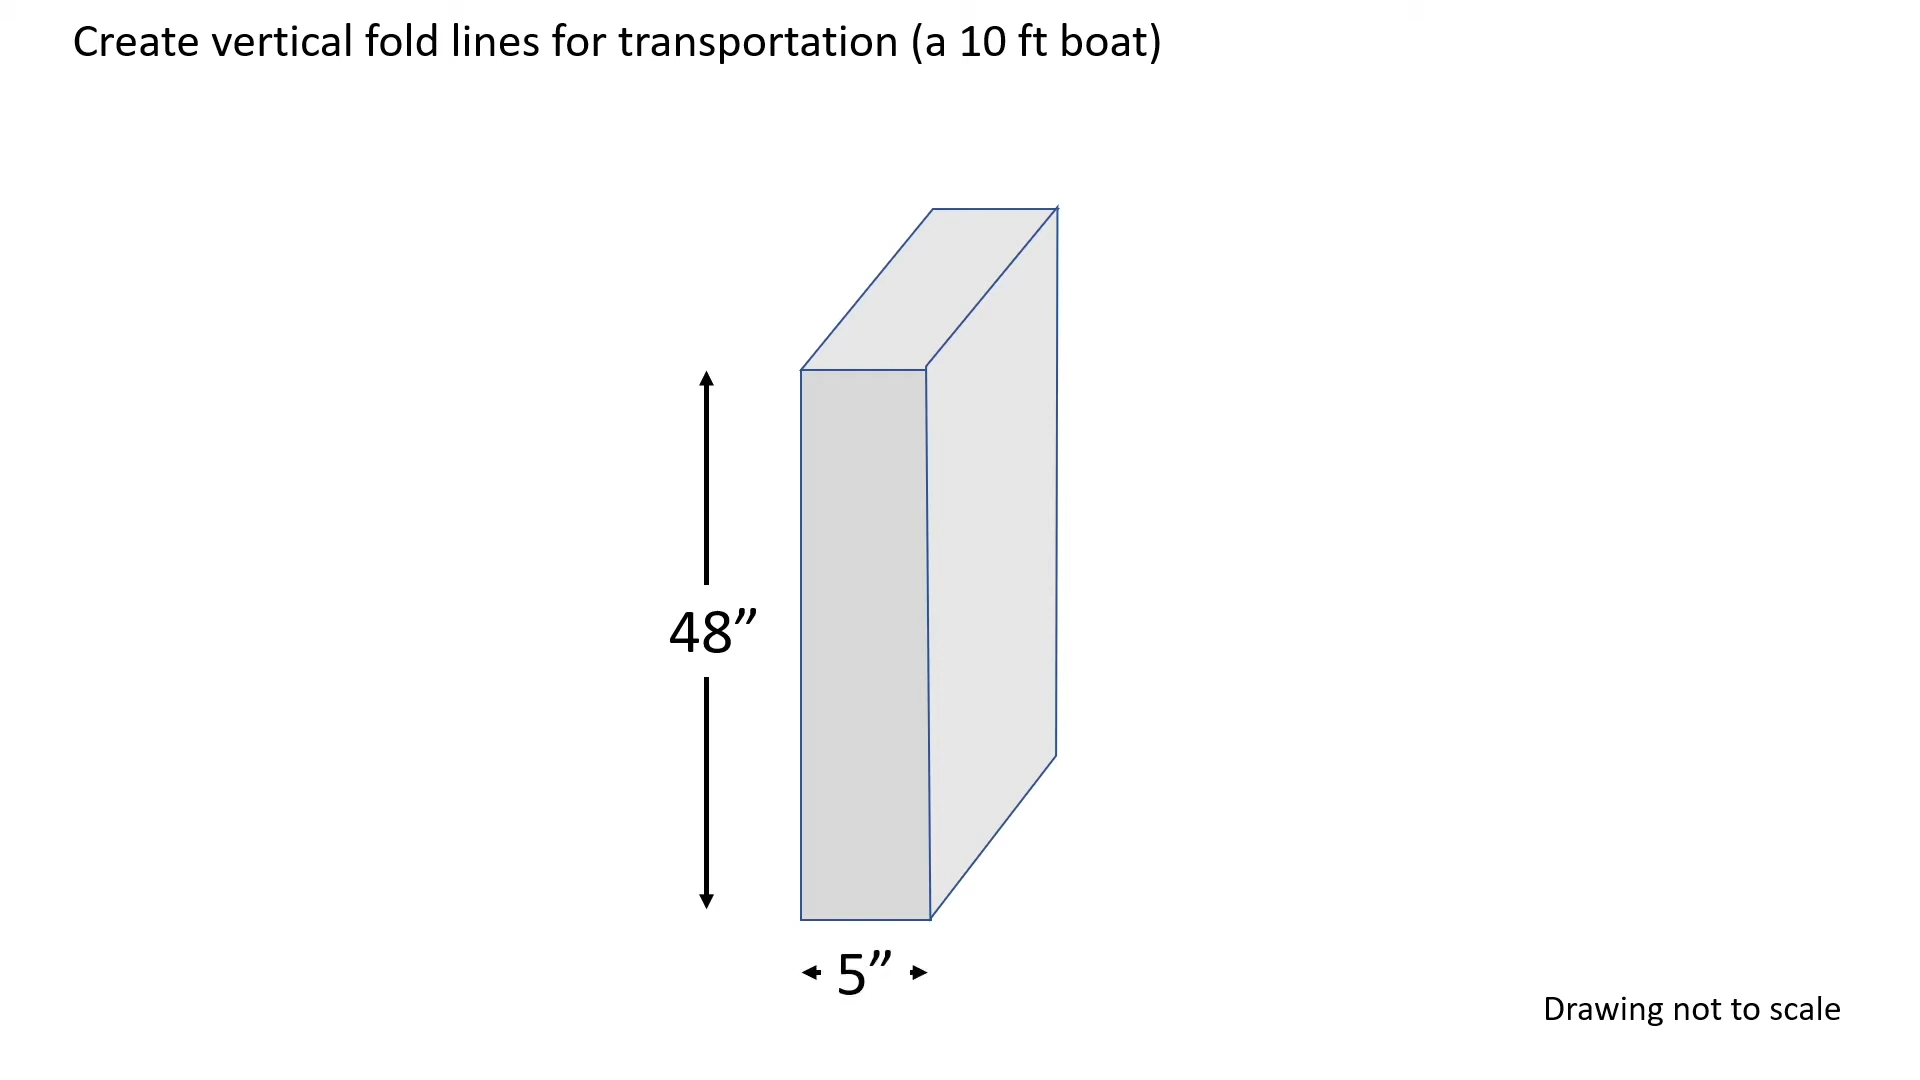 Create vertical fold lines for transportation (a 10 ft boat)
48”
5”
Drawing not to scale